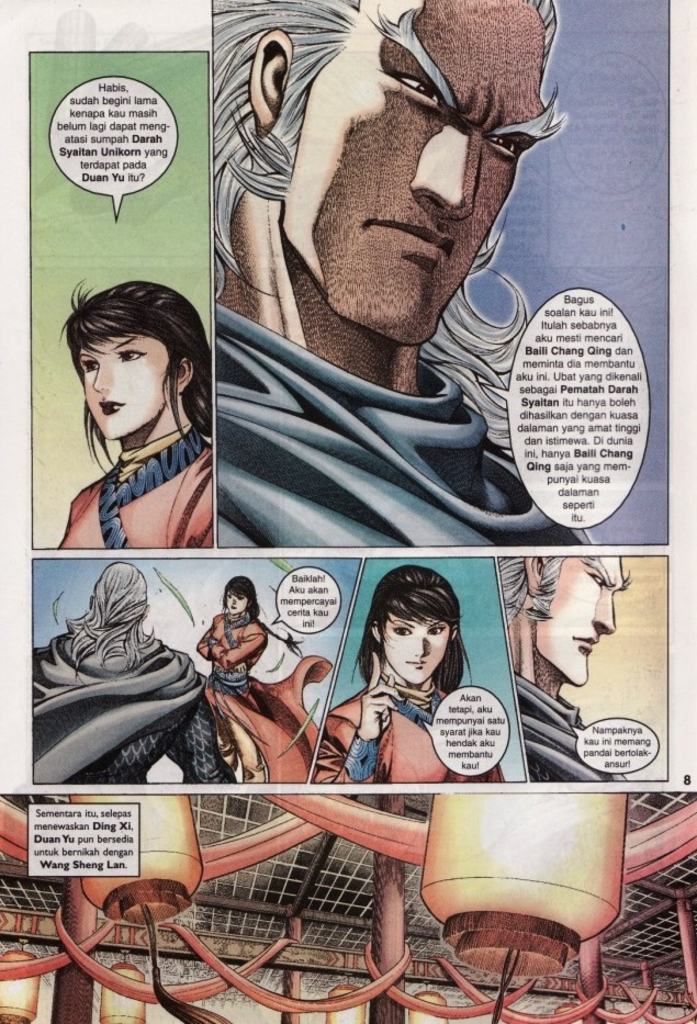 Habis,
sudah begini lama
kenapa kau masih
belum lagi dapat meng-
atasi sumpah Darah
Syaitan Unikorn yang
terdapat pada
Duan Yu itu?
Bagus
soalan kau ini!
Itulah sebabnya
aku mesti mencari
Baili Chang Qing dan
meminta dia membantu
aku ini. Ubat yang dikenali
sebagai Pematah Darah
Syaitan itu hanya boleh
dihasilkan dengan kuasa
dalaman yang amat tinggi
dan istimewa. Di dunia
ini, hanya Baili Chang
Qing saja yang mem-
punyai kuasa
dalaman
seperti
itu.
Baiklah!
Aku akan
mempercayai
cerita kau
ini!
Akan
tetapi, aku
mempunyai satu
syarat jika kau
hendak aku
membantu
kau!
Nampaknya
kau ini memang
pandai bertolak-
ansur!
8
Sementara itu, selepas
menewaskan Ding Xi,
Duan Yu pun bersedia
untuk bernikah dengan
Wang Sheng Lan.